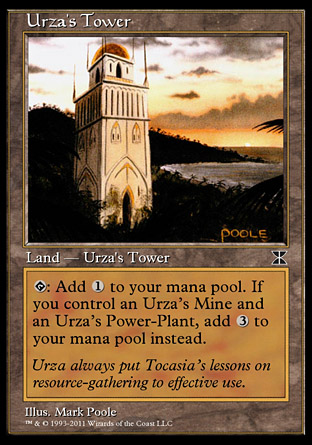 Urza's Tower
POOLE
Land — Urza's Tower
: Add 1 to your mana pool. If
you control an Urza's Mine and
an Urza's Power-Plant, add 3 to
your mana pool instead.
Urza always put Tocasia's lessons on
resource-gathering to effective use.
Illus. Mark Poole
™ & © 1993-2011 Wizards of the Coast LLC